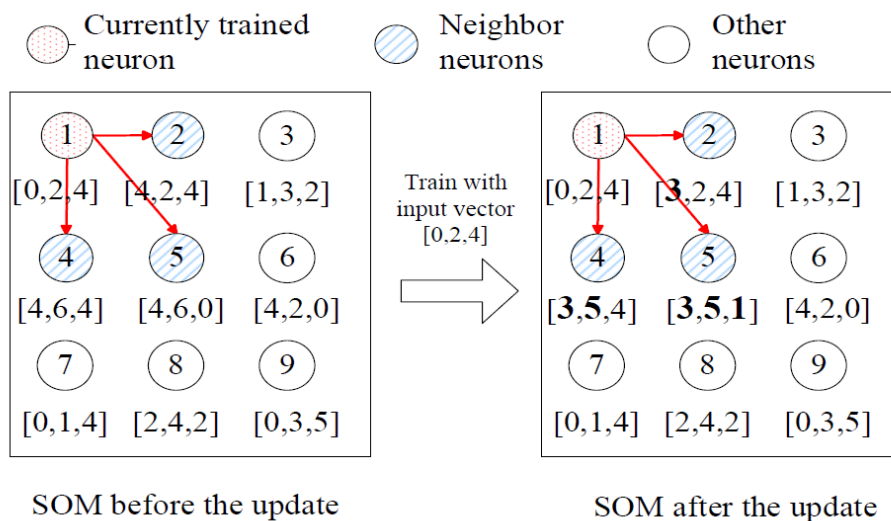 Currently trained neuron
Neighbor neurons
Other neurons
1 2 3
[0,2,4] [4,2,4] [1,3,2]
4 5 6
[4,6,4] [4,6,0] [4,2,0]
7 8 9
[0,1,4] [2,4,2] [0,3,5]
SOM before the update
Train with
input vector
[0,2,4]
1 2 3
[0,2,4] [3,2,4] [1,3,2]
4 5 6
[3,5,4] [3,5,1] [4,2,0]
7 8 9
[0,1,4] [2,4,2] [0,3,5]
SOM after the update